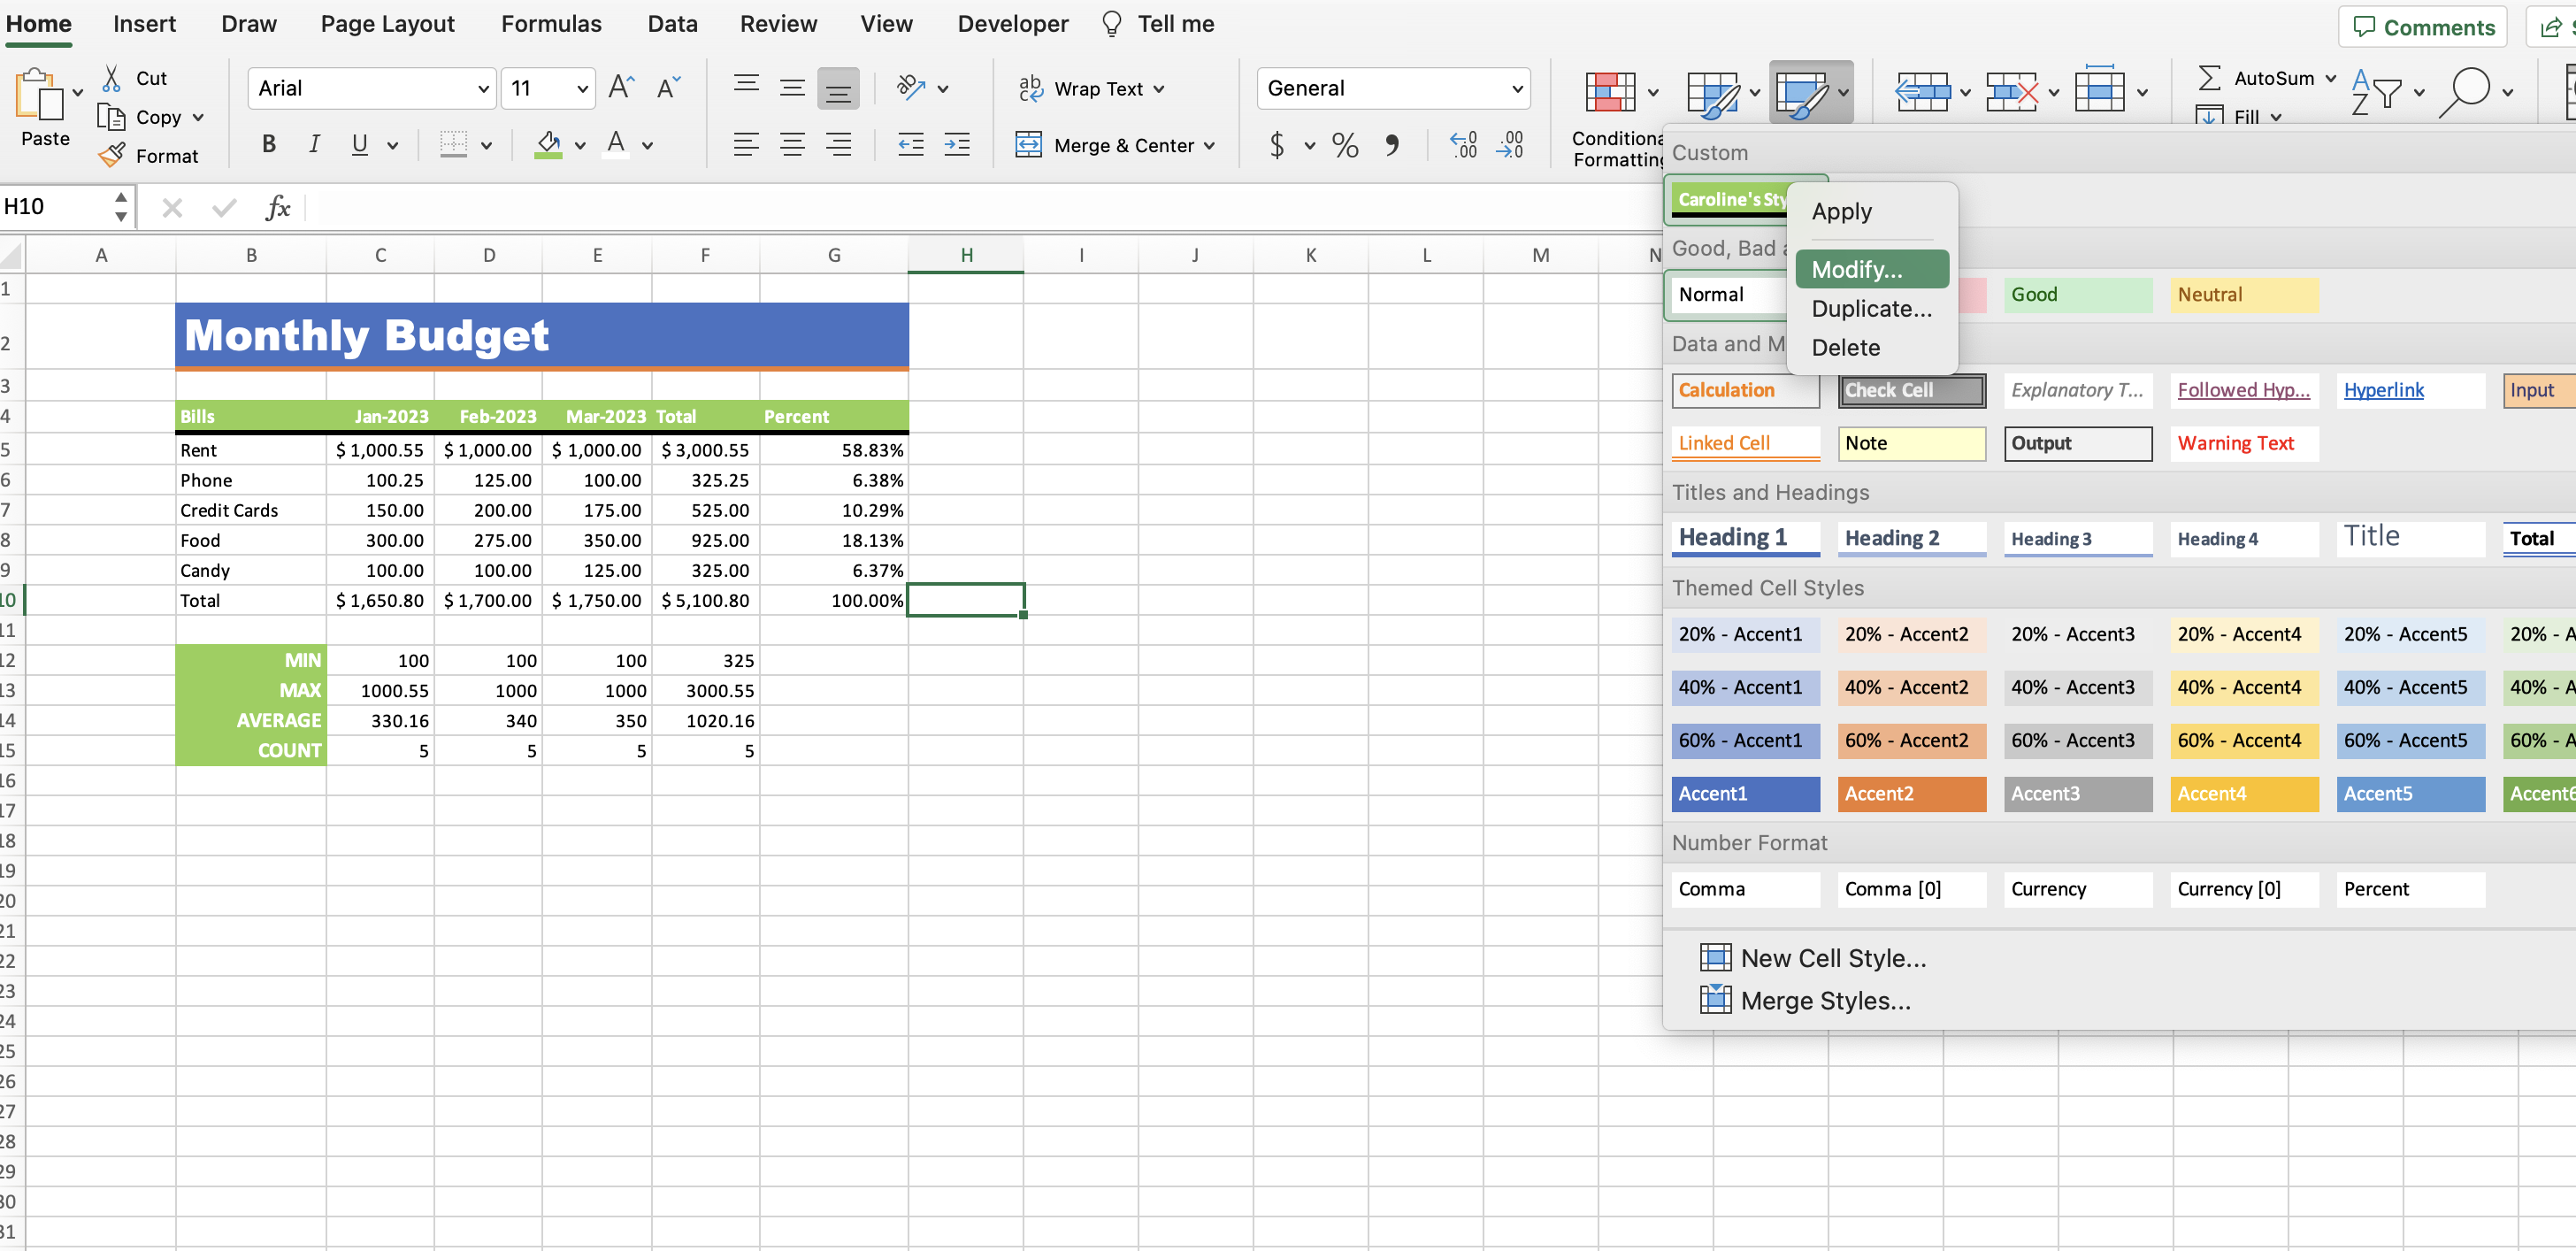 Home Insert Draw Page Layout Formulas Data Review View Developer Tell me Comments
Paste Cut Copy Format
Arial 11
B I U A
Wrap Text
Merge & Center
General
$ % ,
Conditional Formatting
AutoSum
Fill
H10 fx
Custom
Caroline's Sty
Apply
Modify...
Duplicate...
Delete
Good, Bad a
Normal Good Neutral
Data and M
Calculation Check Cell Explanatory T... Followed Hyp... Hyperlink Input
Linked Cell Note Output Warning Text
Titles and Headings
Heading 1 Heading 2 Heading 3 Heading 4 Title Total
Themed Cell Styles
20% - Accent1 20% - Accent2 20% - Accent3 20% - Accent4 20% - Accent5 20% - A
40% - Accent1 40% - Accent2 40% - Accent3 40% - Accent4 40% - Accent5 40% - A
60% - Accent1 60% - Accent2 60% - Accent3 60% - Accent4 60% - Accent5 60% - A
Accent1 Accent2 Accent3 Accent4 Accent5 Accent6
Number Format
Comma Comma [0] Currency Currency [0] Percent
New Cell Style...
Merge Styles...
A B C D E F G H I J K L M N
1
2 Monthly Budget
3
4 Bills Jan-2023 Feb-2023 Mar-2023 Total Percent
5 Rent $ 1,000.55 $ 1,000.00 $ 1,000.00 $ 3,000.55 58.83%
6 Phone 100.25 125.00 100.00 325.25 6.38%
7 Credit Cards 150.00 200.00 175.00 525.00 10.29%
8 Food 300.00 275.00 350.00 925.00 18.13%
9 Candy 100.00 100.00 125.00 325.00 6.37%
10 Total $ 1,650.80 $ 1,700.00 $ 1,750.00 $ 5,100.80 100.00%
11
12 MIN 100 100 100 325
13 MAX 1000.55 1000 1000 3000.55
14 AVERAGE 330.16 340 350 1020.16
15 COUNT 5 5 5 5
16
17
18
19
20
21
22
23
24
25
26
27
28
29
30
31